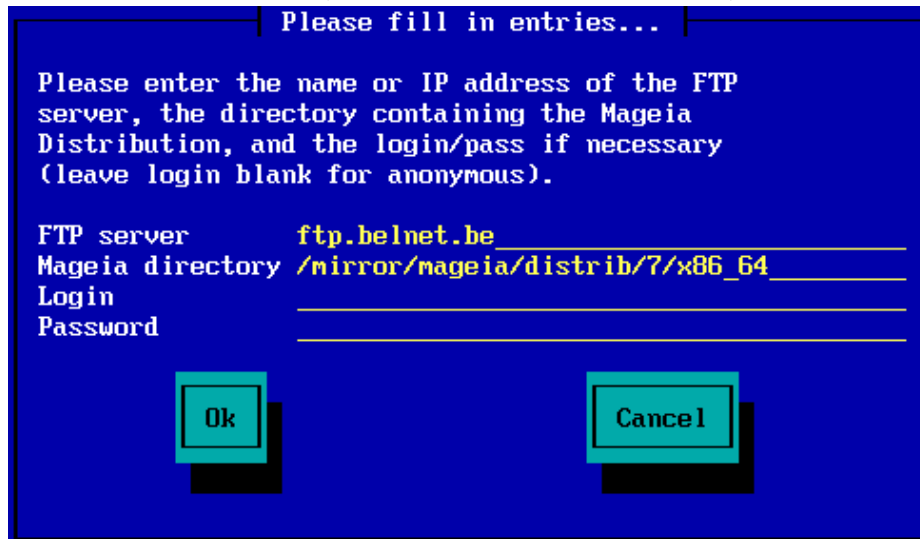 Please fill in entries...
Please enter the name or IP address of the FTP
server, the directory containing the Mageia
Distribution, and the login/pass if necessary
(leave login blank for anonymous).
FTP server ftp.belnet.be
Mageia directory /mirror/mageia/distrib/7/x86_64
Login
Password
Ok Cancel